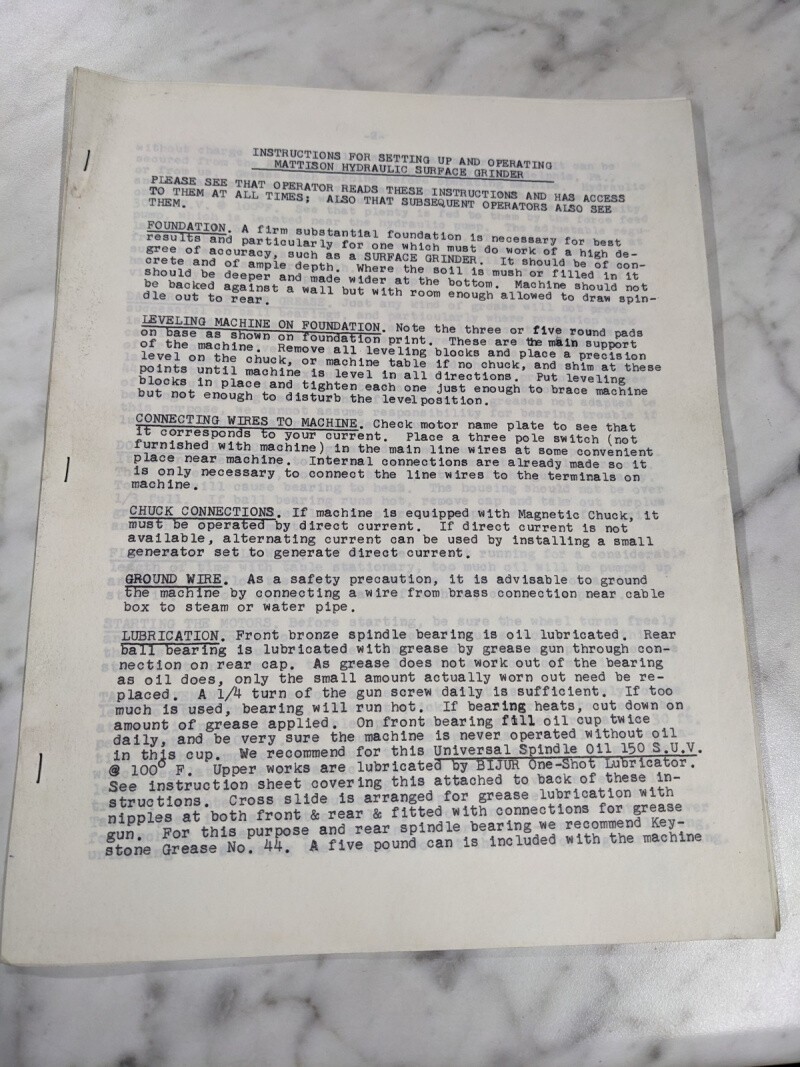 INSTRUCTIONS FOR SETTING UP AND OPERATING
MATTISON HYDRAULIC SURFACE GRINDER
PLEASE SEE THAT OPERATOR READS THESE INSTRUCTIONS AND HAS ACCESS
TO THEM AT ALL TIMES; ALSO THAT SUBSEQUENT OPERATORS ALSO SEE
THEM.
FOUNDATION. A firm substantial foundation is necessary for best
results and particularly for one which must do work of a high de-
gree of accuracy, such as a SURFACE GRINDER. It should be of con-
crete and of ample depth. Where the soil is mush or filled in it
should be deeper and made wider at the bottom. Machine should not
be backed against a wall but with room enough allowed to draw spin-
dle out to rear.
LEVELING MACHINE ON FOUNDATION. Note the three or five round pads
on base as shown on foundation print. These are the main support
of the machine. Remove all leveling blocks and place a precision
level on the chuck, or machine table if no chuck, and shim at these
points until machine is level in all directions. Put leveling
blocks in place and tighten each one just enough to brace machine
but not enough to disturb the level position.
CONNECTING WIRES TO MACHINE. Check motor name plate to see that
it corresponds to your current. Place a three pole switch (not
furnished with machine) in the main line wires at some convenient
place near machine. Internal connections are already made so it
is only necessary to connect the line wires to the terminals on
machine.
CHUCK CONNECTIONS. If machine is equipped with Magnetic Chuck, it
must be operated by direct current. If direct current is not
available, alternating current can be used by installing a small
generator set to generate direct current.
GROUND WIRE. As a safety precaution, it is advisable to ground
the machine by connecting a wire from brass connection near cable
box to steam or water pipe.
LUBRICATION. Front bronze spindle bearing is oil lubricated. Rear
ball bearing is lubricated with grease by grease gun through con-
nection on rear cap. As grease does not work out of the bearing
as oil does, only the small amount actually worn out need be re-
placed. A 1/4 turn of the gun screw daily is sufficient. If too
much is used, bearing will run hot. If bearing heats, cut down on
amount of grease applied. On front bearing fill oil cup twice
daily, and be very sure the machine is never operated without oil
in this cup. We recommend for this Universal Spindle Oil 150 S.U.V.
@ 100° F. Upper works are lubricated by BIJUR One-Shot Lubricator.
See instruction sheet covering this attached to back of these in-
structions. Cross slide is arranged for grease lubrication with
nipples at both front & rear & fitted with connections for grease
gun. For this purpose and rear spindle bearing we recommend Key-
stone Grease No. 44. A five pound can is included with the machine